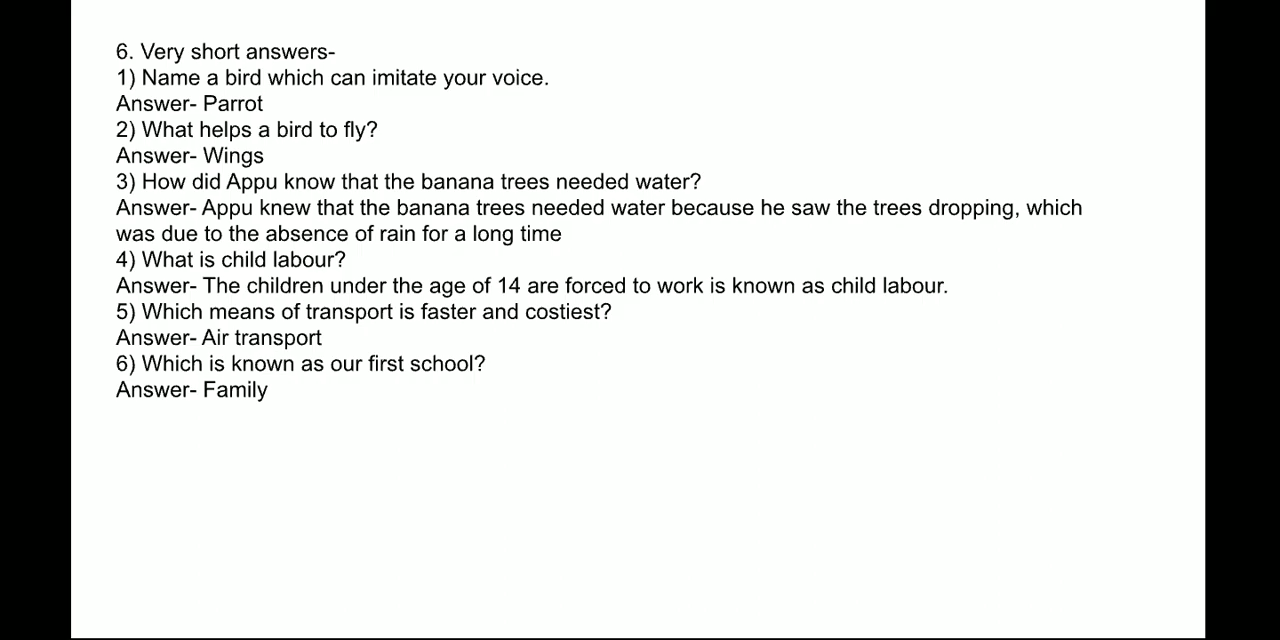 6. Very short answers-
1) Name a bird which can imitate your voice.
Answer- Parrot
2) What helps a bird to fly?
Answer- Wings
3) How did Appu know that the banana trees needed water?
Answer- Appu knew that the banana trees needed water because he saw the trees dropping, which
was due to the absence of rain for a long time
4) What is child labour?
Answer- The children under the age of 14 are forced to work is known as child labour.
5) Which means of transport is faster and costiest?
Answer- Air transport
6) Which is known as our first school?
Answer- Family